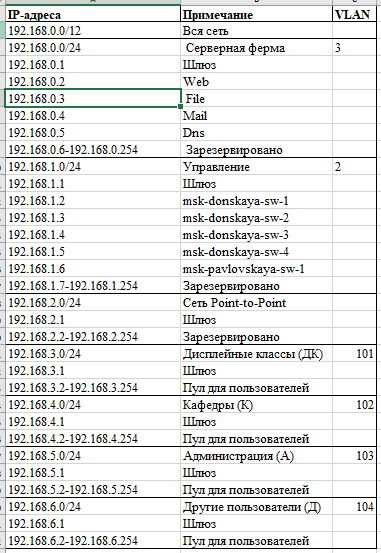 IP-адреса Примечание VLAN
192.168.0.0/12 Вся сеть
192.168.0.0/24 Серверная ферма 3
192.168.0.1 Шлюз
192.168.0.2 Web
192.168.0.3 File
192.168.0.4 Mail
192.168.0.5 Dns
192.168.0.6-192.168.0.254 Зарезервировано
192.168.1.0/24 Управление 2
192.168.1.1 Шлюз
192.168.1.2 msk-donskaya-sw-1
192.168.1.3 msk-donskaya-sw-2
192.168.1.4 msk-donskaya-sw-3
192.168.1.5 msk-donskaya-sw-4
192.168.1.6 msk-pavlovskaya-sw-1
192.168.1.7-192.168.1.254 Зарезервировано
192.168.2.0/24 Сеть Point-to-Point
192.168.2.1 Шлюз
192.168.2.2-192.168.2.254 Зарезервировано
192.168.3.0/24 Дисплейные классы (ДК) 101
192.168.3.1 Шлюз
192.168.3.2-192.168.3.254 Пул для пользователей
192.168.4.0/24 Кафедры (К) 102
192.168.4.1 Шлюз
192.168.4.2-192.168.4.254 Пул для пользователей
192.168.5.0/24 Администрация (А) 103
192.168.5.1 Шлюз
192.168.5.2-192.168.5.254 Пул для пользователей
192.168.6.0/24 Другие пользователи (Д) 104
192.168.6.1 Шлюз
192.168.6.2-192.168.6.254 Пул для пользователей